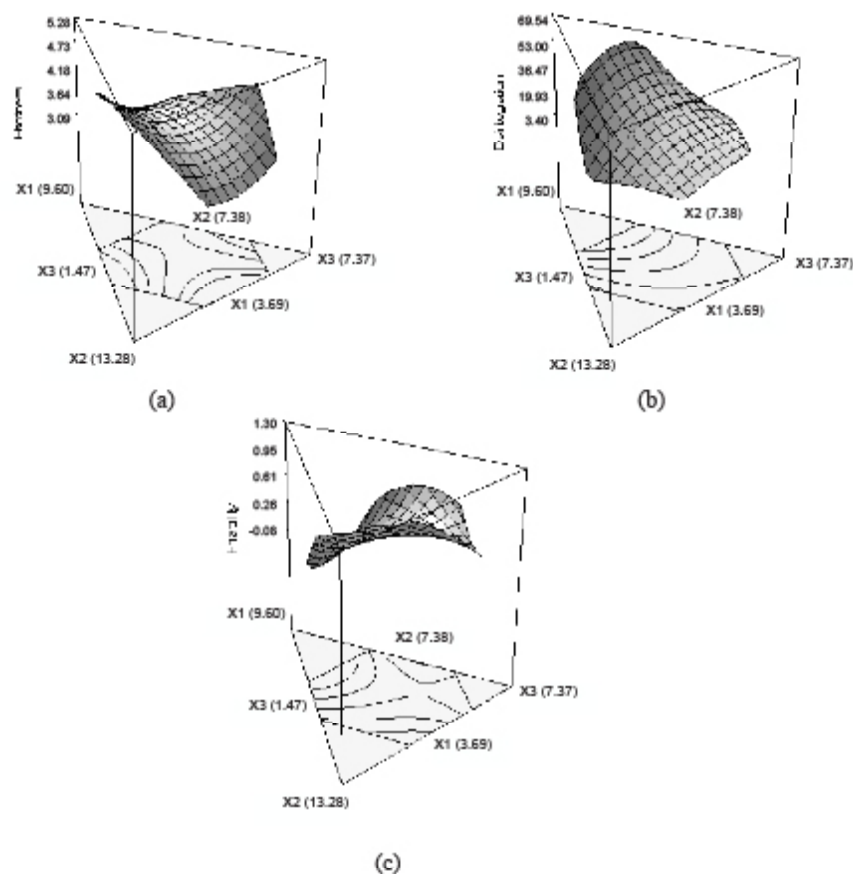 5.28
4.73
4.18
3.64
3.09
X1 (9.60)
X2 (7.38)
X3 (1.47)
X3 (7.37)
X1 (3.69)
X2 (13.28)
(a)
69.54
53.00
36.47
19.93
3.40
X1 (9.60)
X2 (7.38)
X3 (1.47)
X3 (7.37)
X1 (3.69)
X2 (13.28)
(b)
1.30
0.95
0.61
0.26
-0.08
X1 (9.60)
X2 (7.38)
X3 (1.47)
X3 (7.37)
X1 (3.69)
X2 (13.28)
(c)